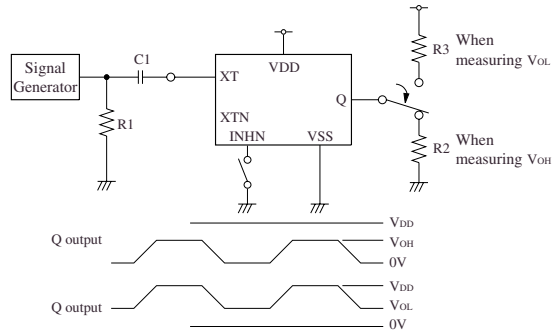 Signal
Generator
C1
R1
XT
VDD
XTN
INHN
VSS
Q
R3
When
measuring VOL
R2
When
measuring VOH
VDD
Q output
VOH
0V
VDD
Q output
VOL
0V